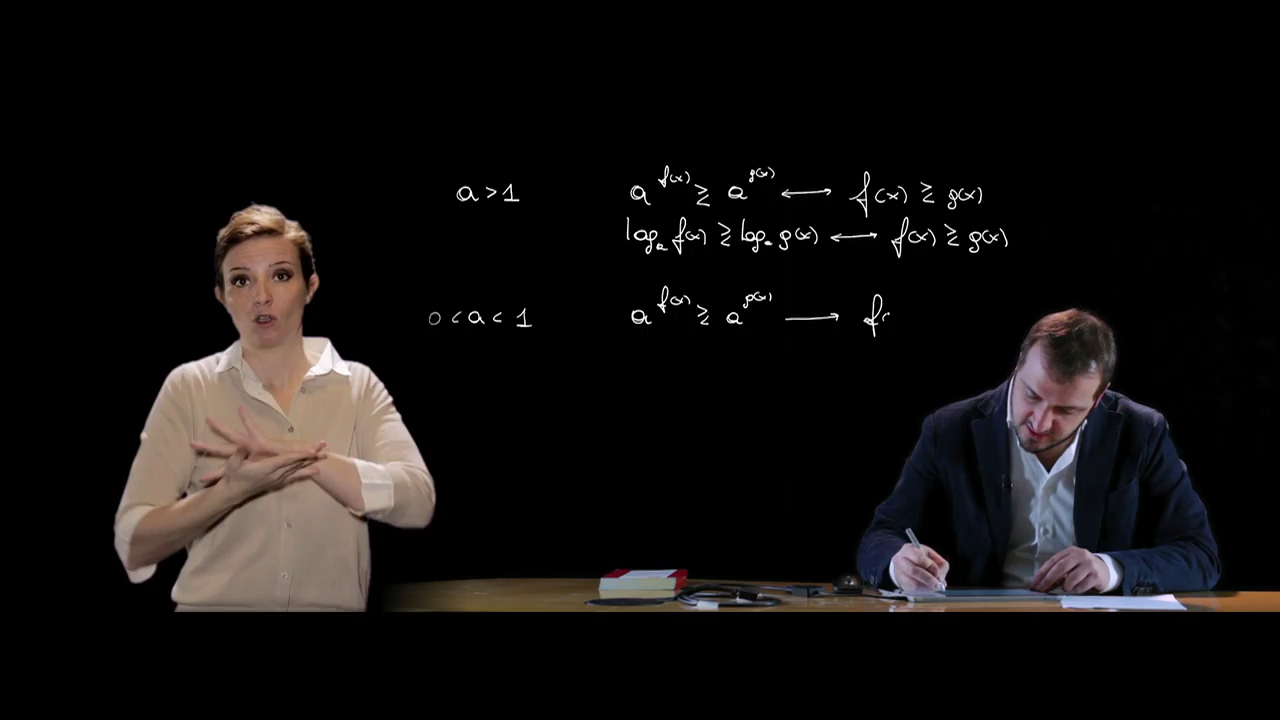 a > 1 a^f(x) ≷ a^g(x) ⟷ f(x) ≷ g(x)
log_a f(x) ≷ log_a g(x) ⟷ f(x) ≷ g(x)
0 < a < 1 a^f(x) ≷ a^g(x) ⟶ f(